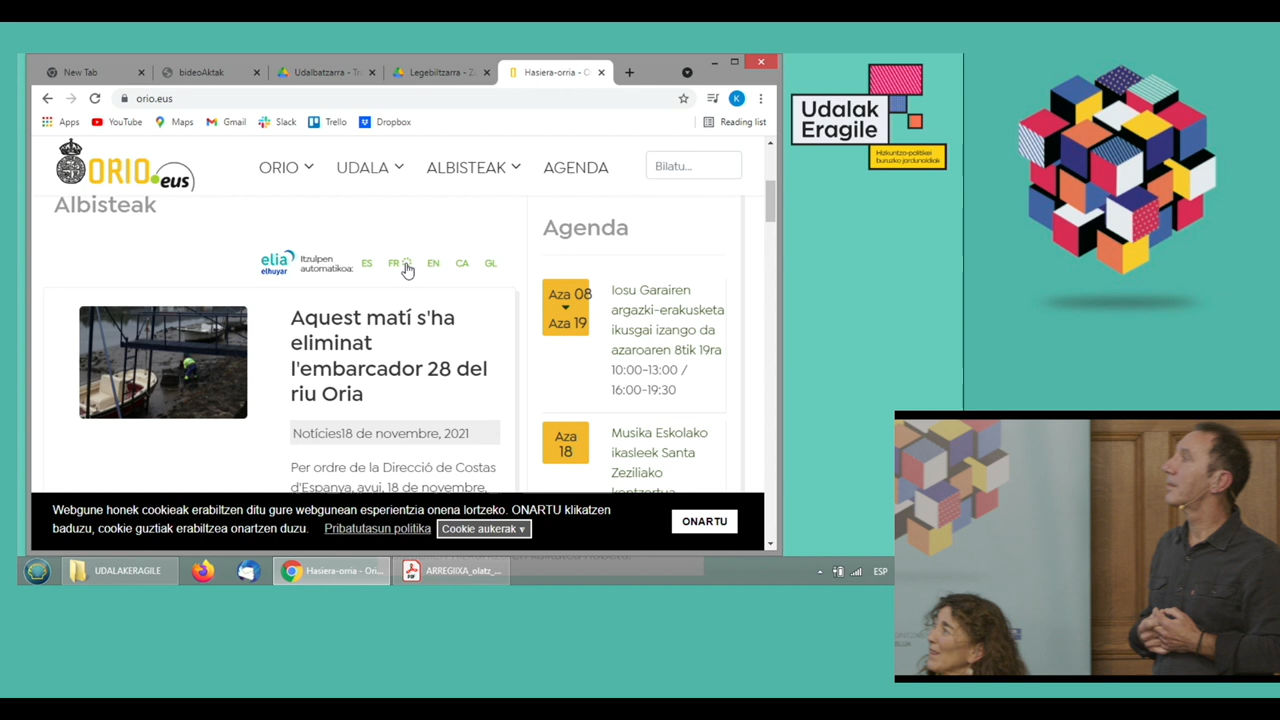 New Tab
bideoAktak
Udalbatzarra - Tr
Legebiltzarra - Z
Hasiera-orria - O
orio.eus
Apps
YouTube
Maps
Gmail
Slack
Trello
Dropbox
Reading list
K
ORIO.eus
ORIO
UDALA
ALBISTEAK
AGENDA
Bilatu...
Albisteak
elia
elhuyar
Itzulpen
automatikoa:
ES
FR
EN
CA
GL
Aquest matí s'ha
eliminat
l'embarcador 28 del
riu Oria
Notícies18 de novembre, 2021
Per ordre de la Direcció de Costas
d'Espanya, avui, 18 de novembre,
Agenda
Aza 08
Aza 19
Iosu Garairen
argazki-erakusketa
ikusgai izango da
azaroaren 8tik 19ra
10:00-13:00 /
16:00-19:30
Aza
18
Musika Eskolako
ikasleek Santa
Zeziliako
kontzertua
Webgune honek cookieak erabiltzen ditu gure webgunean esperientzia onena lortzeko. ONARTU klikatzen
baduzu, cookie guztiak erabiltzea onartzen duzu.
Pribatutasun politika
Cookie aukerak
ONARTU
UDALAKERAGILE
Hasiera-orria - Ori...
ARREGIIXA_olatz_...
ESP
Udalak
Eragile
Hizkuntza-politikei
buruzko jardunaldiak